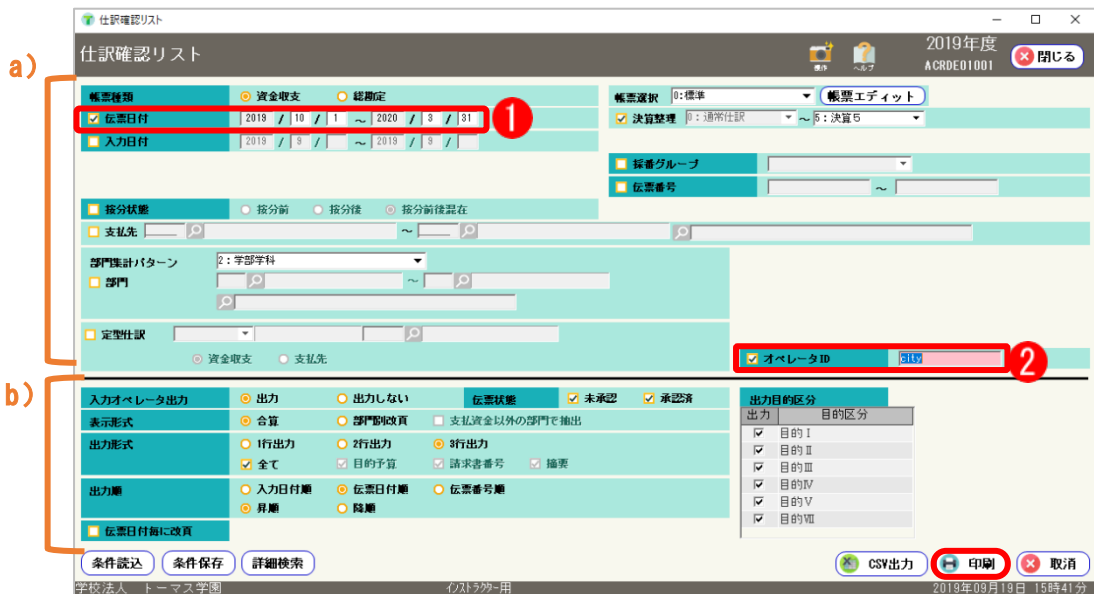 仕訳確認リスト
仕訳確認リスト 操作 ヘルプ 2019年度 ACRDE01001 閉じる
a)
帳票種類 資金収支 総勘定 帳票選択 0:標準 帳票エディット
伝票日付 2019 / 10 / 1 ～ 2020 / 3 / 31 1 決算整理 0:通常仕訳 ～ 5:決算5
入力日付 2019 / 9 / ～ 2019 / 9 /
採番グループ
伝票番号 ～
按分状態 按分前 按分後 按分前後混在
支払先 ～
部門集計パターン 2:学部学科
部門 ～
定型仕訳
資金収支 支払先 オペレータID city 2
b)
入力オペレータ出力 出力 出力しない 伝票状態 未承認 承認済 出力目的区分
表示形式 合算 部門別改頁 支払資金以外の部門で抽出 出力 目的区分
出力形式 1行出力 2行出力 3行出力 目的Ⅰ
全て 目的予算 請求書番号 摘要 目的Ⅱ
目的Ⅲ
出力順 入力日付順 伝票日付順 伝票番号順 目的Ⅳ
昇順 降順 目的Ⅴ
伝票日付毎に改頁 目的Ⅶ
条件読込 条件保存 詳細検索 CSV出力 印刷 取消
学校法人 トーマス学園 インストラクター用 2019年09月19日 15時41分